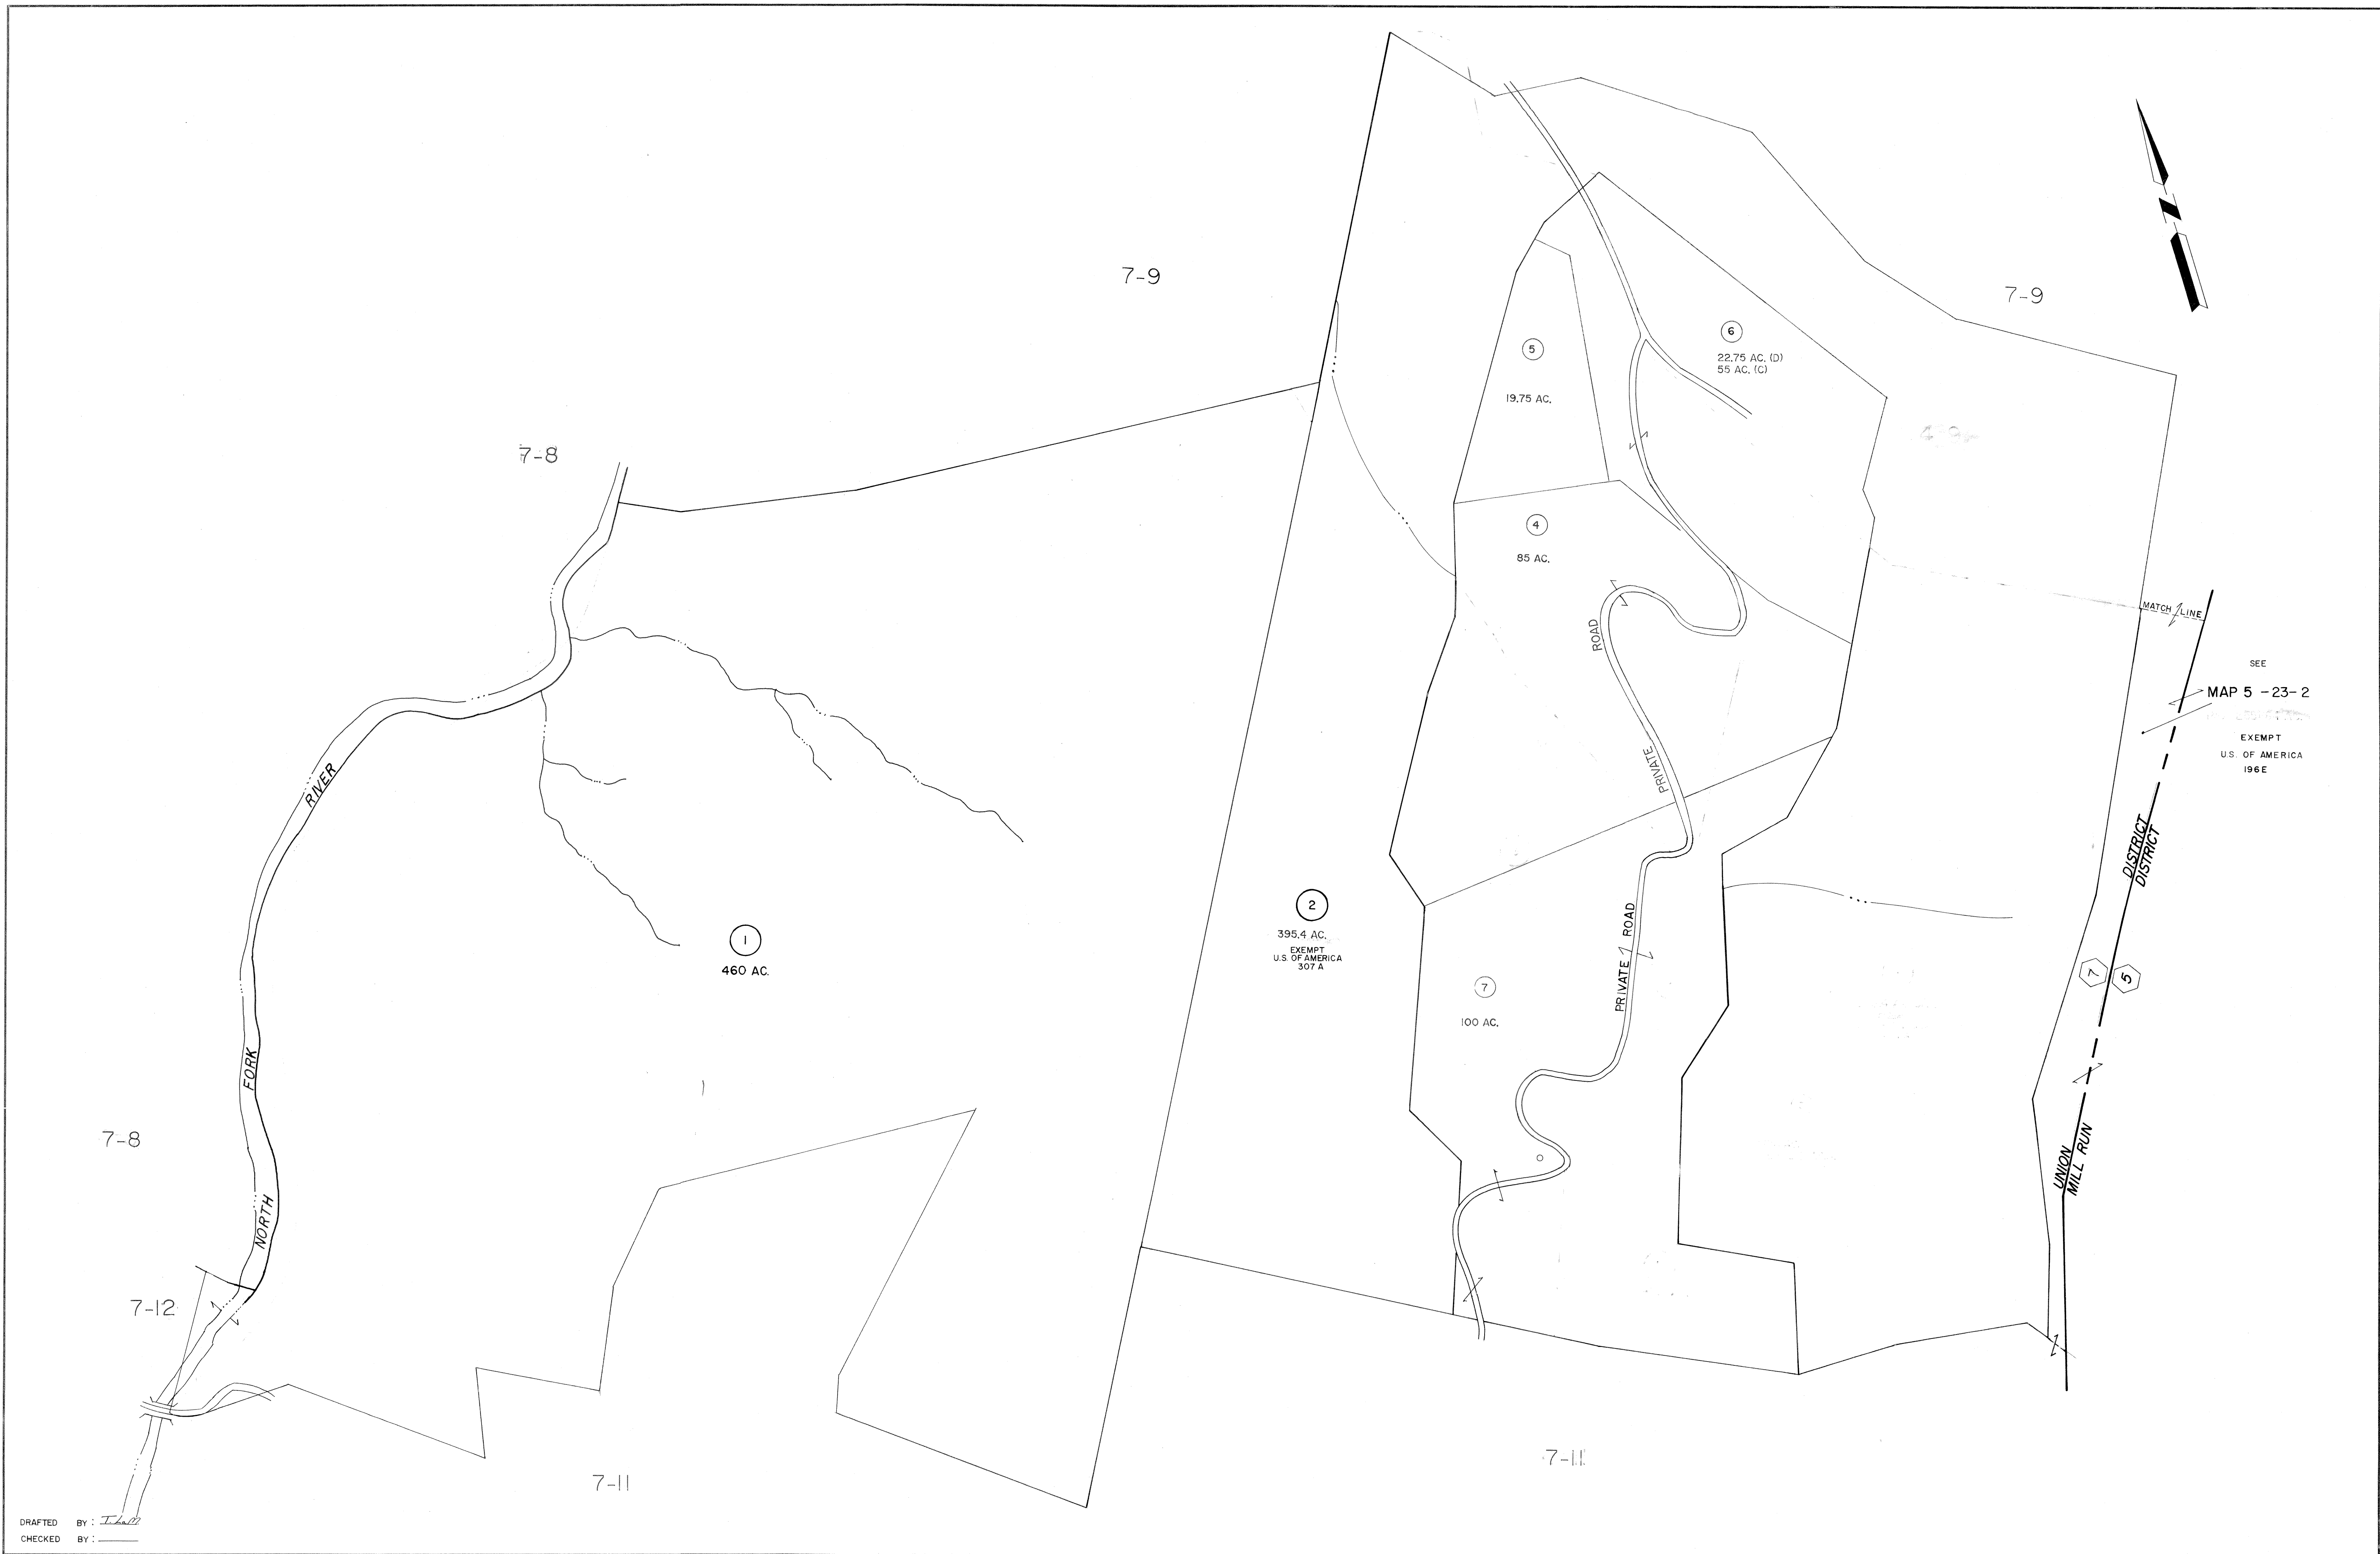 7-9
7-9
N
6
22.75 AC. (D)
55 AC. (C)
5
19.75 AC.
7-8
4
85 AC.
MATCH LINE
ROAD
PRIVATE
SEE
MAP 5 -23-2
EXEMPT
U.S. OF AMERICA
196 E
RIVER
FORK
NORTH
DISTRICT
DISTRICT
1
460 AC.
2
395.4 AC.
EXEMPT
U.S. OF AMERICA
307 A
PRIVATE ROAD
7
100 AC.
7
5
UNION
MILL RUN
7-8
7-12
7-11
7-11
DRAFTED BY :
CHECKED BY :